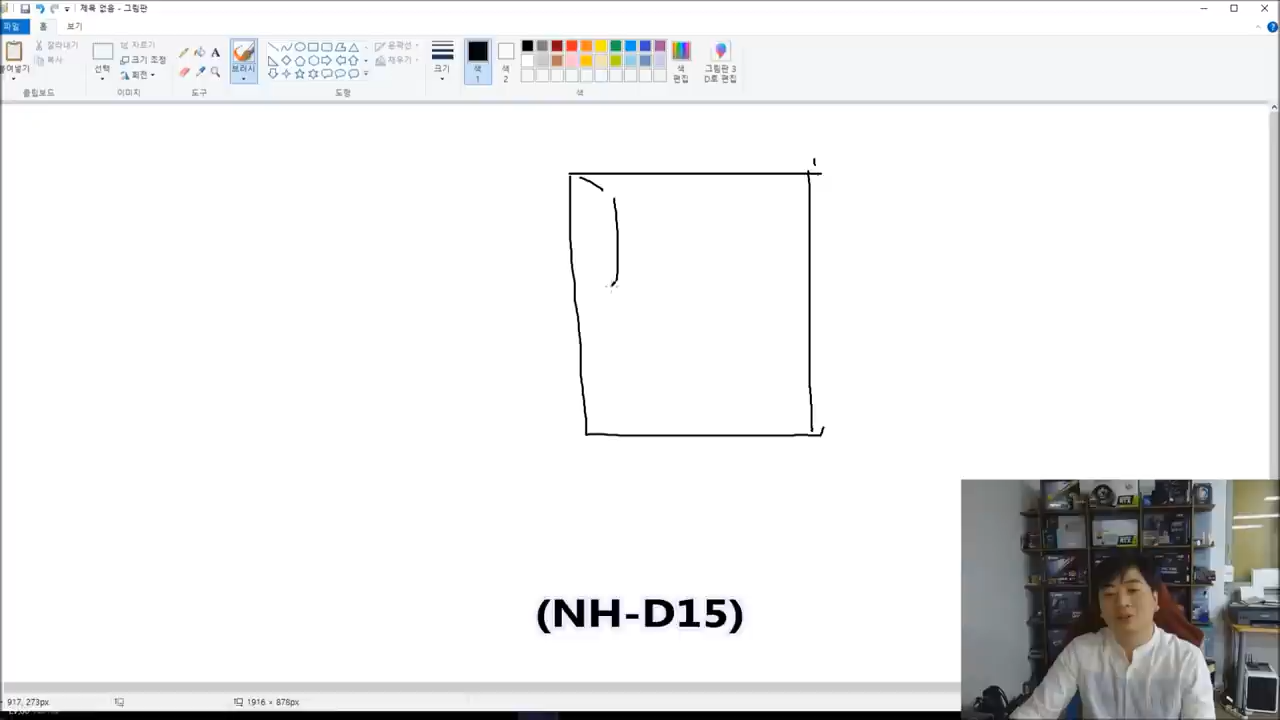 제목 없음 - 그림판
파일 홈 보기
붙여넣기
잘라내기
복사
클립보드
선택
자르기
크기 조정
회전
이미지
A
도구
브러시
윤곽선
채우기
도형
크기
색
1
색
2
색
편집
그림판 3
D로 편집
색
(NH-D15)
917, 273px
1916 × 878px